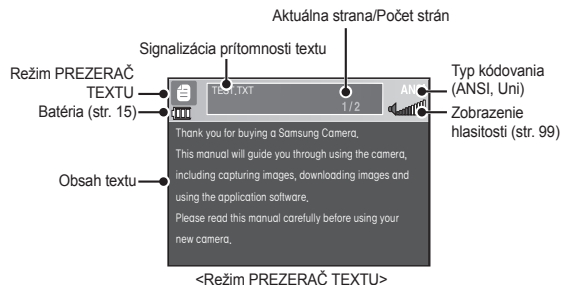 Aktuálna strana/Počet strán
Signalizácia prítomnosti textu
Režim PREZERAČ
TEXTU
Batéria (str. 15)
Obsah textu
Typ kódovania
(ANSI, Uni)
Zobrazenie
hlasitosti (str. 99)
TEST.TXT
1 / 2
Thank you for buying a Samsung Camera.
This manual will guide you through using the camera,
including capturing images, downloading images and
using the application software.
Please read this manual carefully before using your
new camera.
<Režim PREZERAČ TEXTU>